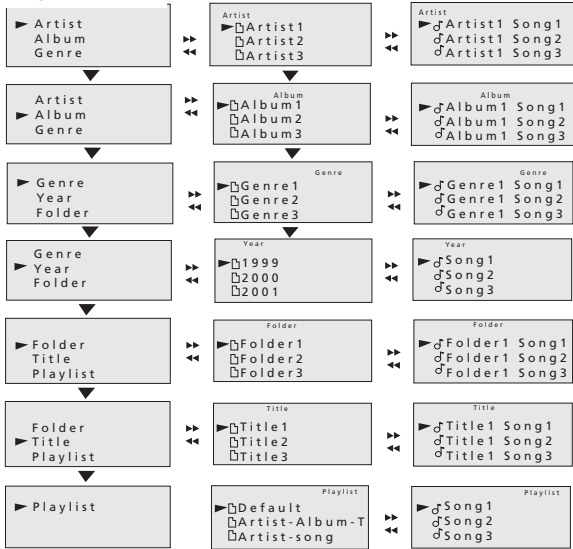 Artist
Album
Genre
Artist
Artist1
Artist2
Artist3
Artist
Artist1 Song1
Artist1 Song2
Artist1 Song3
Artist
Album
Genre
Album
Album1
Album2
Album3
Album
Album1 Song1
Album1 Song2
Album1 Song3
Genre
Year
Folder
Genre
Genre1
Genre2
Genre3
Genre
Genre1 Song1
Genre1 Song2
Genre1 Song3
Genre
Year
Folder
Year
1999
2000
2001
Year
Song1
Song2
Song3
Folder
Title
Playlist
Folder
Folder1
Folder2
Folder3
Folder
Folder1 Song1
Folder1 Song2
Folder1 Song3
Folder
Title
Playlist
Title
Title1
Title2
Title3
Title
Title1 Song1
Title1 Song2
Title1 Song3
Playlist
Playlist
Default
Artist-Album-T
Artist-song
Playlist
Song1
Song2
Song3